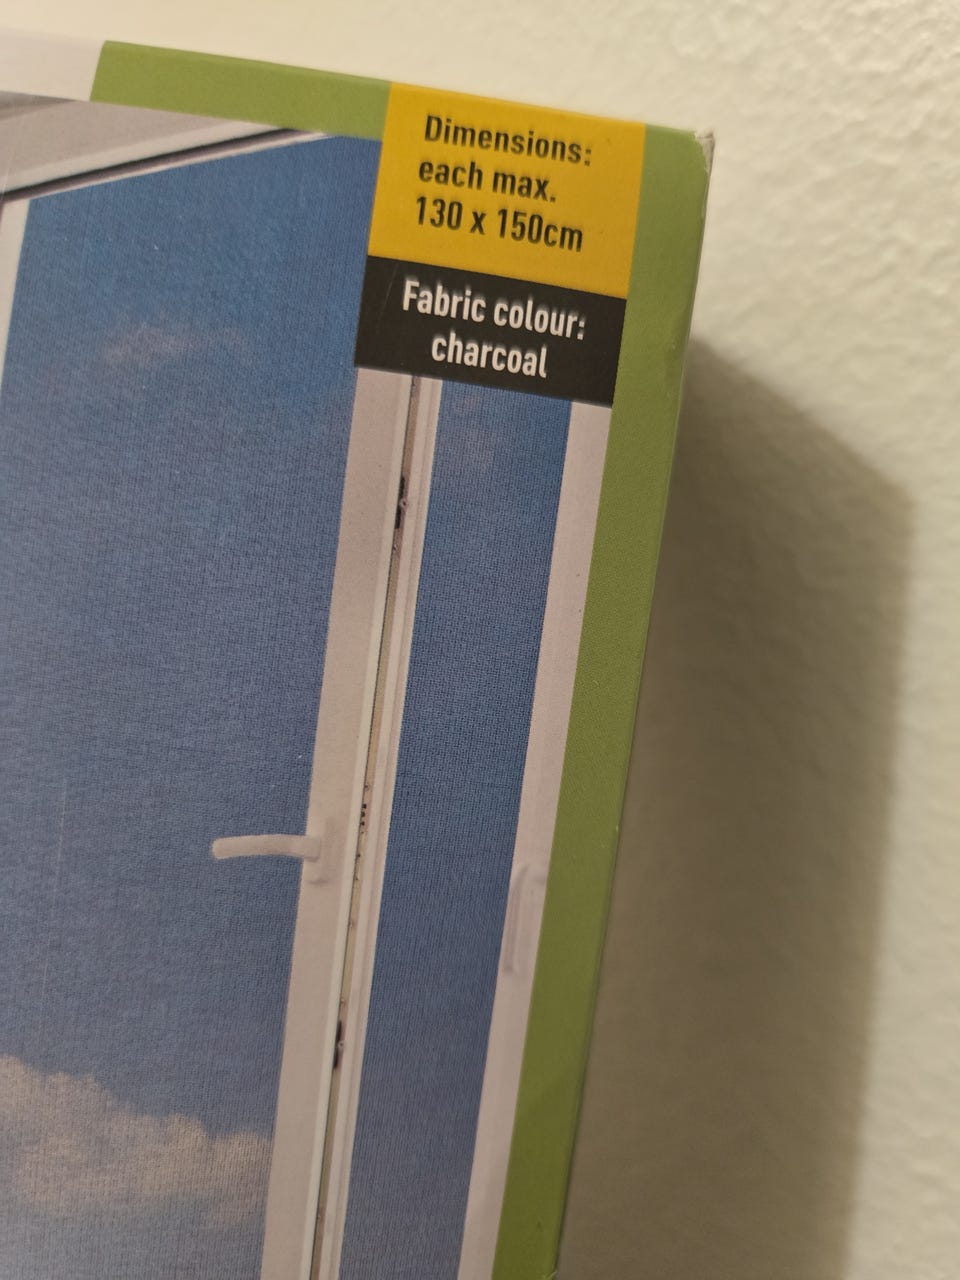 Dimensions:
each max.
130 x 150cm
Fabric colour:
charcoal